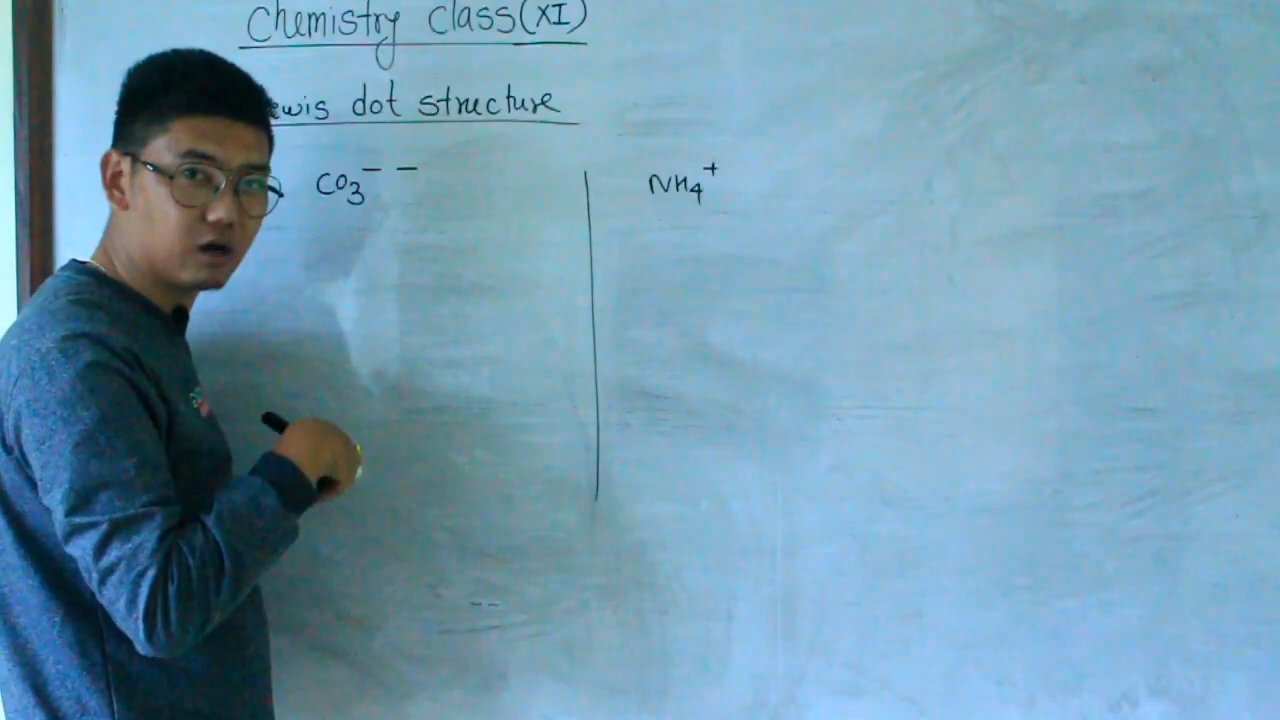 Chemistry class(XI)
ewis dot structure
CO3-- NH4+